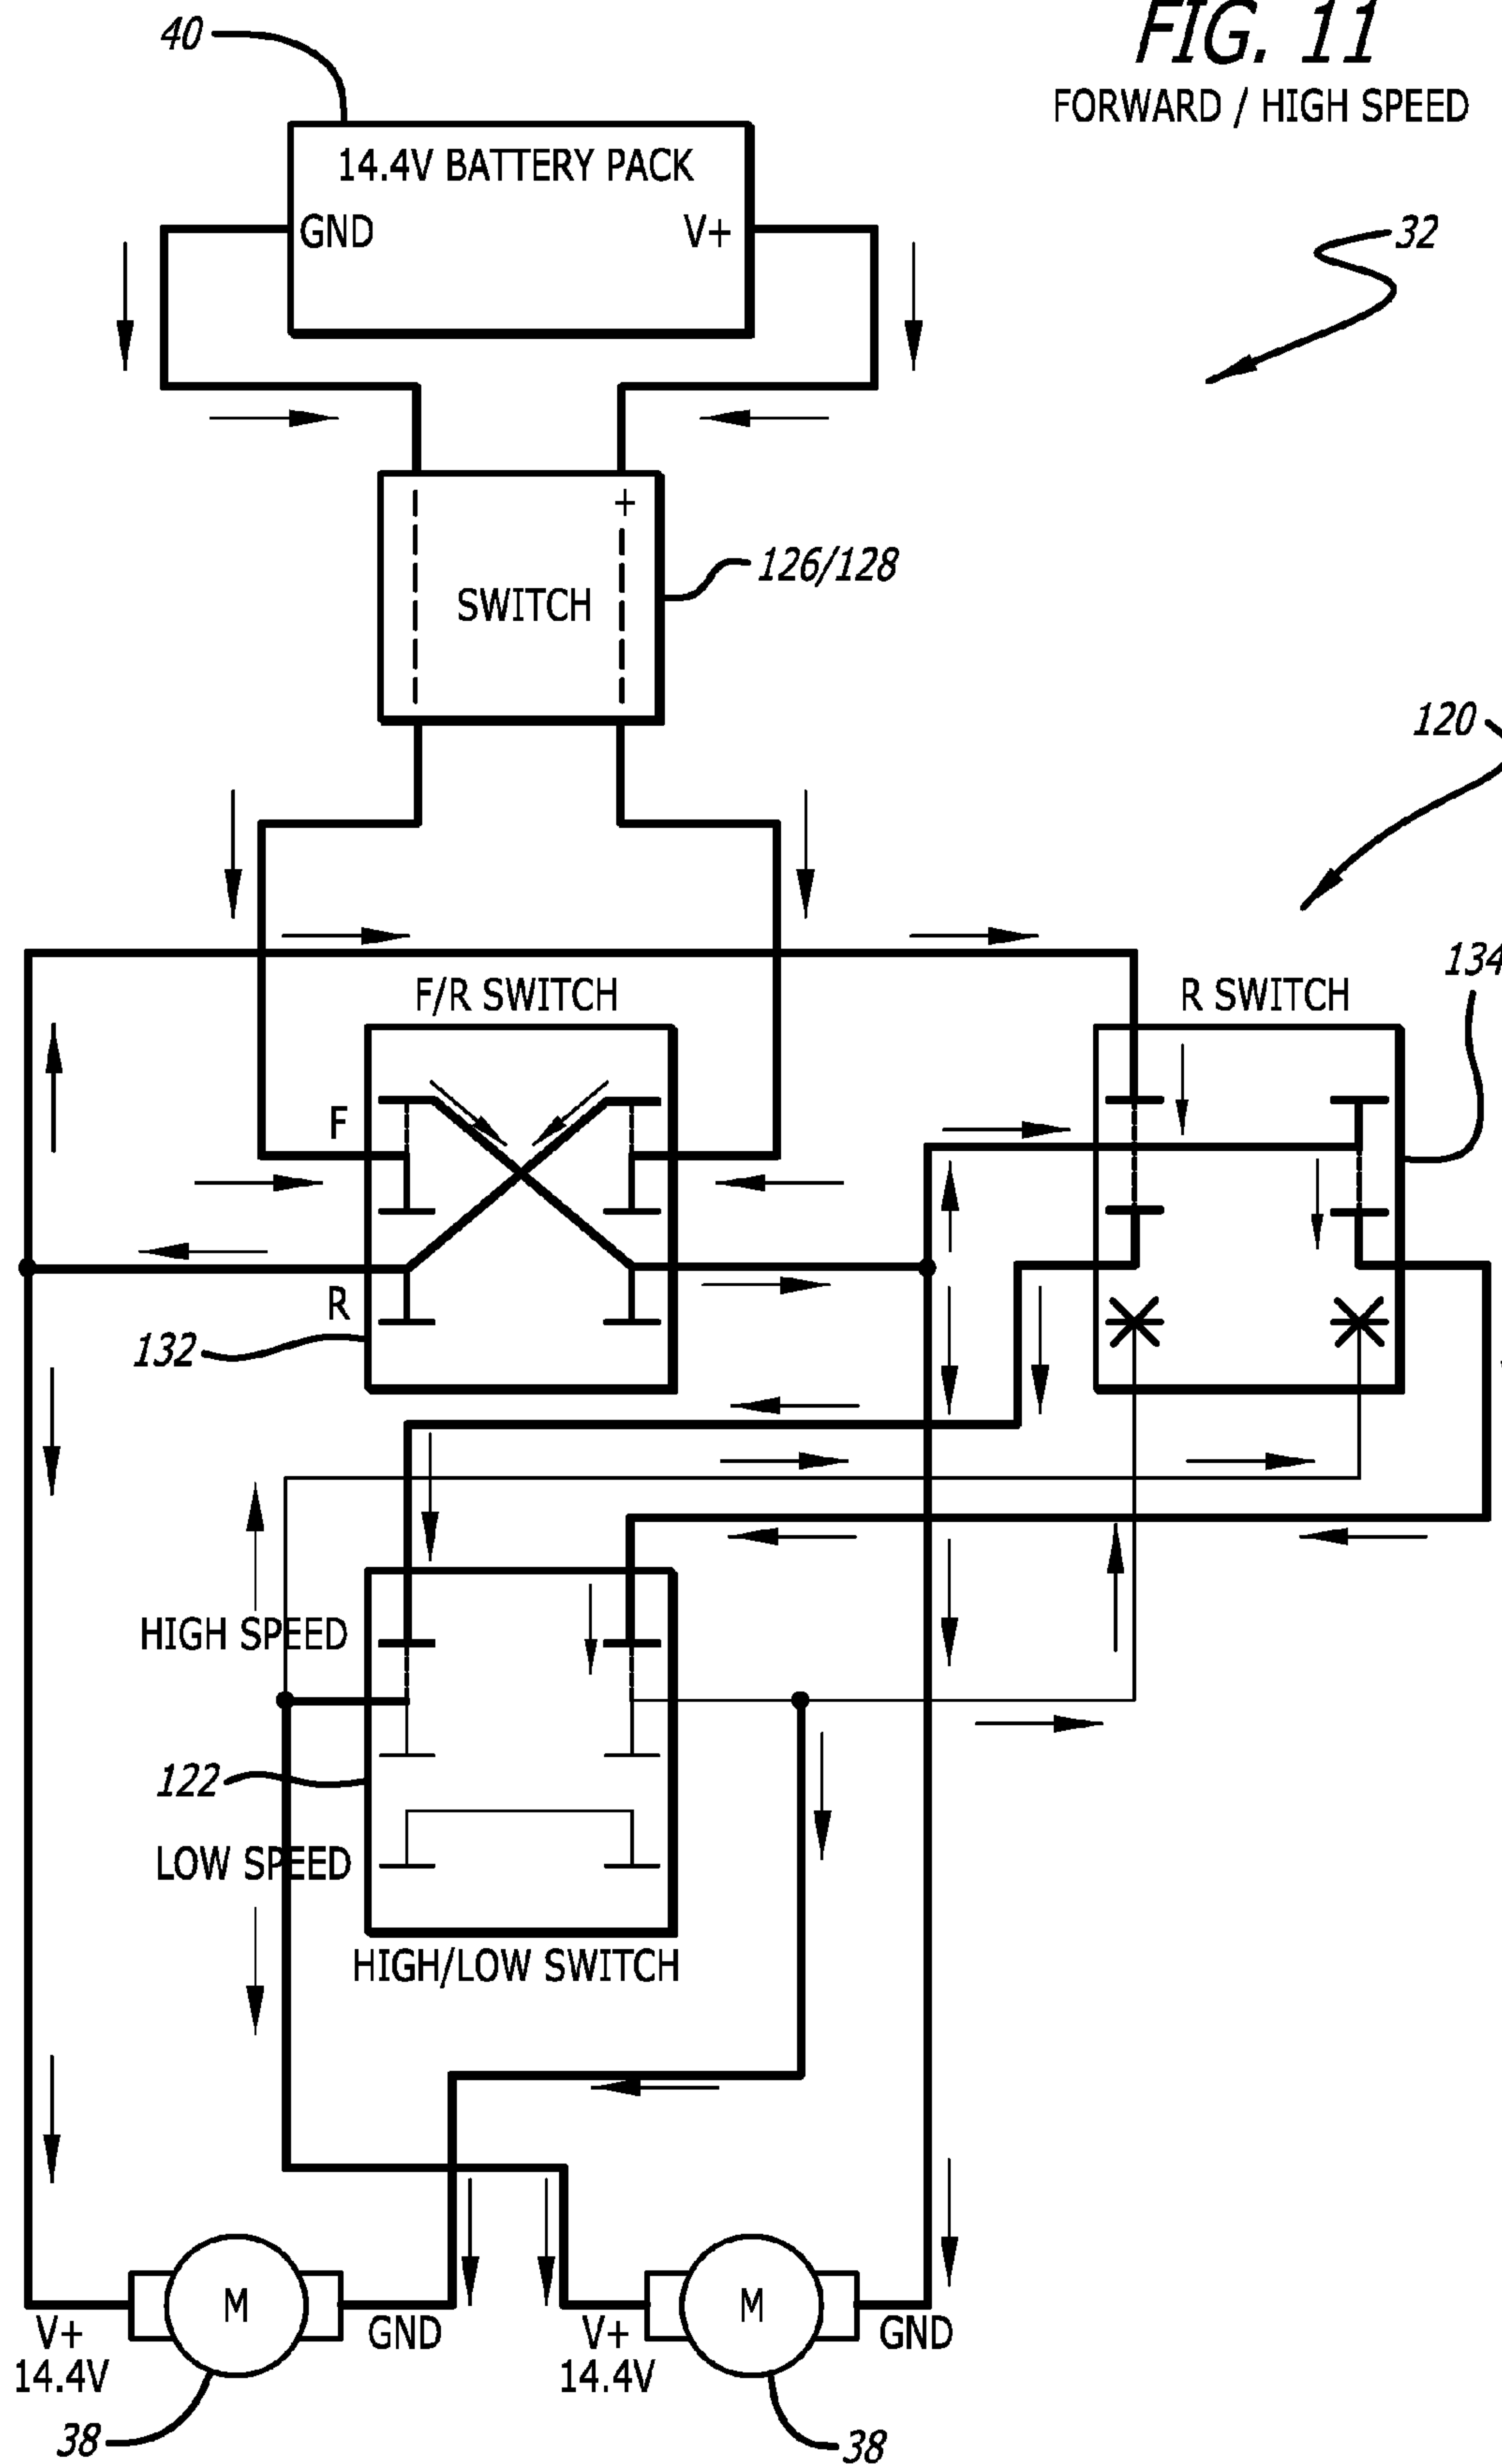 FIG. 11
FORWARD / HIGH SPEED
40
14.4V BATTERY PACK
GND V+
32
+
SWITCH
126/128
120
134
F/R SWITCH
R SWITCH
F
R
132
HIGH SPEED
122
LOW SPEED
HIGH/LOW SWITCH
M
M
V+
14.4V
GND
V+
14.4V
GND
38
38